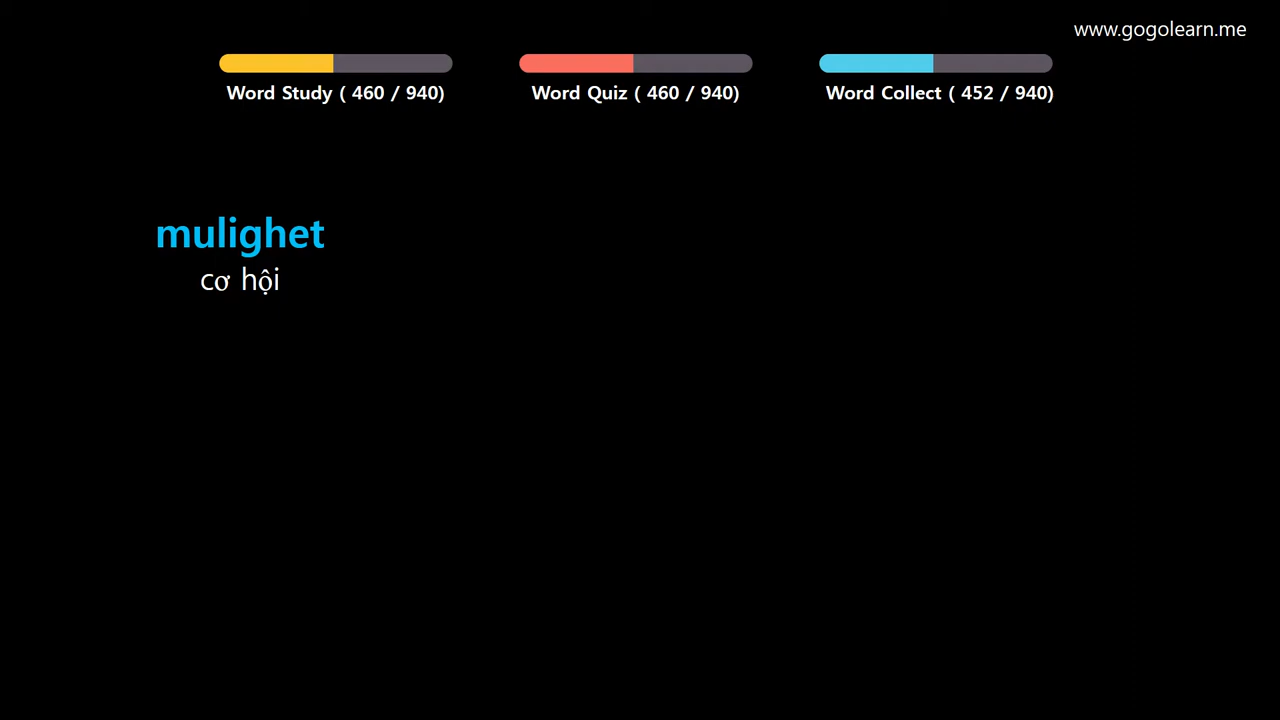 www.gogolearn.me
Word Study ( 460 / 940)
Word Quiz ( 460 / 940)
Word Collect ( 452 / 940)
mulighet
cơ hội